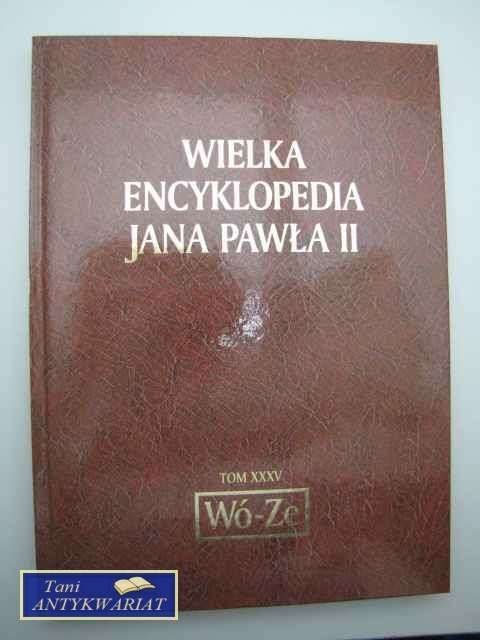 WIELKA
ENCYKLOPEDIA
JANA PAWŁA II
TOM XXXV
Wó-Ze
Tani
ANTYKWARIAT